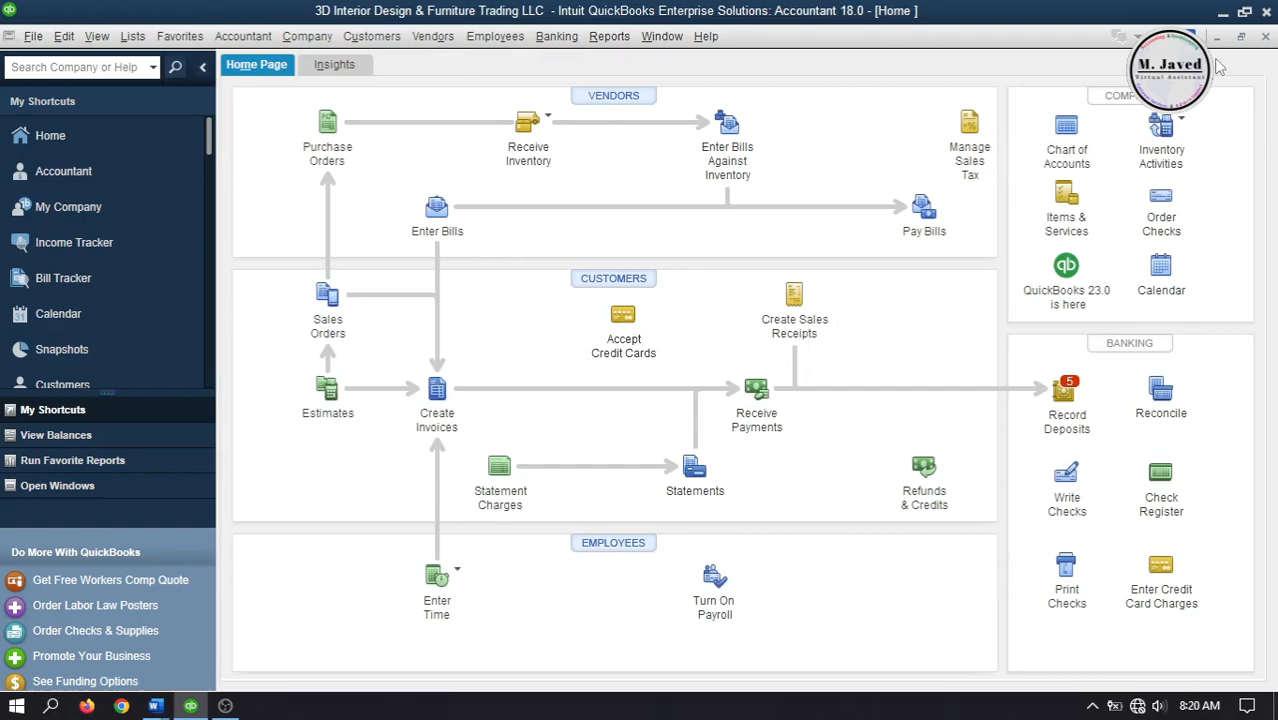 3D Interior Design & Furniture Trading LLC - Intuit QuickBooks Enterprise Solutions: Accountant 18.0 - [Home ]
File Edit View Lists Favorites Accountant Company Customers Vendors Employees Banking Reports Window Help
Search Company or Help
My Shortcuts
Home
Accountant
My Company
Income Tracker
Bill Tracker
Calendar
Snapshots
Customers
My Shortcuts
View Balances
Run Favorite Reports
Open Windows
Do More With QuickBooks
Get Free Workers Comp Quote
Order Labor Law Posters
Order Checks & Supplies
Promote Your Business
See Funding Options
Home Page Insights
VENDORS
Purchase
Orders
Receive
Inventory
Enter Bills
Against
Inventory
Manage
Sales
Tax
Enter Bills
Pay Bills
CUSTOMERS
Sales
Orders
Accept
Credit Cards
Create Sales
Receipts
Estimates
Create
Invoices
Receive
Payments
Statement
Charges
Statements
Refunds
& Credits
EMPLOYEES
Enter
Time
Turn On
Payroll
M. Javed
Virtual Assistant
Chart of
Accounts
Inventory
Activities
Items &
Services
Order
Checks
qb
QuickBooks 23.0
is here
Calendar
BANKING
5
Record
Deposits
Reconcile
Write
Checks
Check
Register
Print
Checks
Enter Credit
Card Charges
8:20 AM